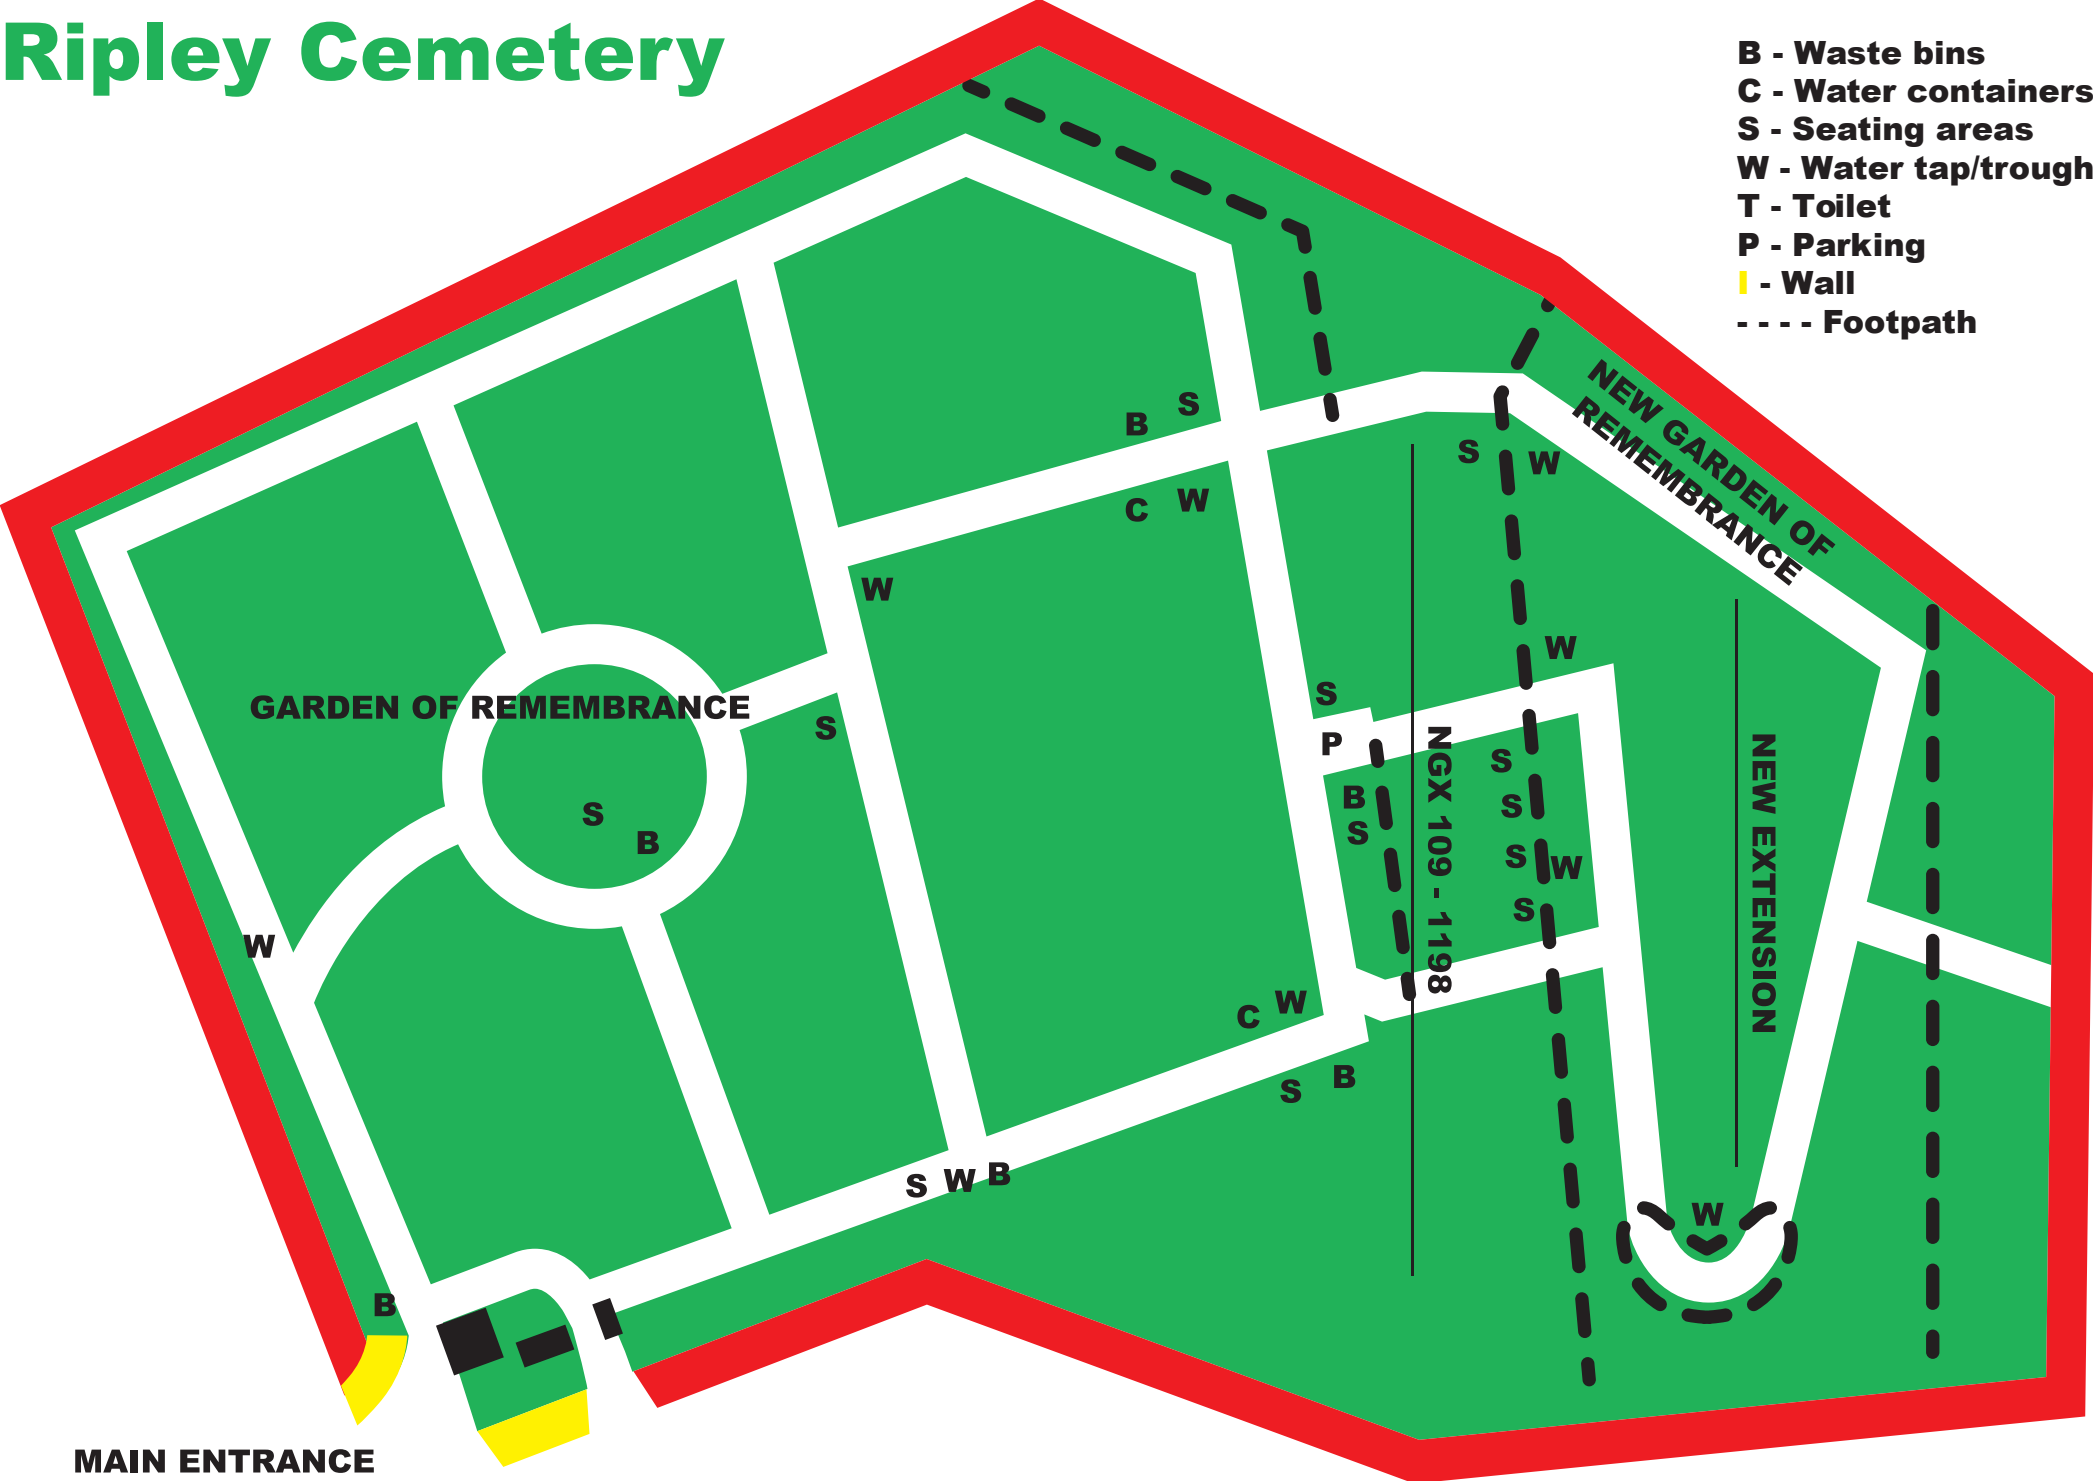 Ripley Cemetery
B - Waste bins
C - Water containers
S - Seating areas
W - Water tap/trough
T - Toilet
P - Parking
I - Wall
- - - - Footpath
NEW GARDEN OF
REMEMBRANCE
S
B
S
W
C
W
W
W
S
GARDEN OF REMEMBRANCE
S
P
NGX 109 - 1198
NEW EXTENSION
S
B
S
S
S
W
S
S
B
W
C
W
S
B
S W B
W
B
MAIN ENTRANCE